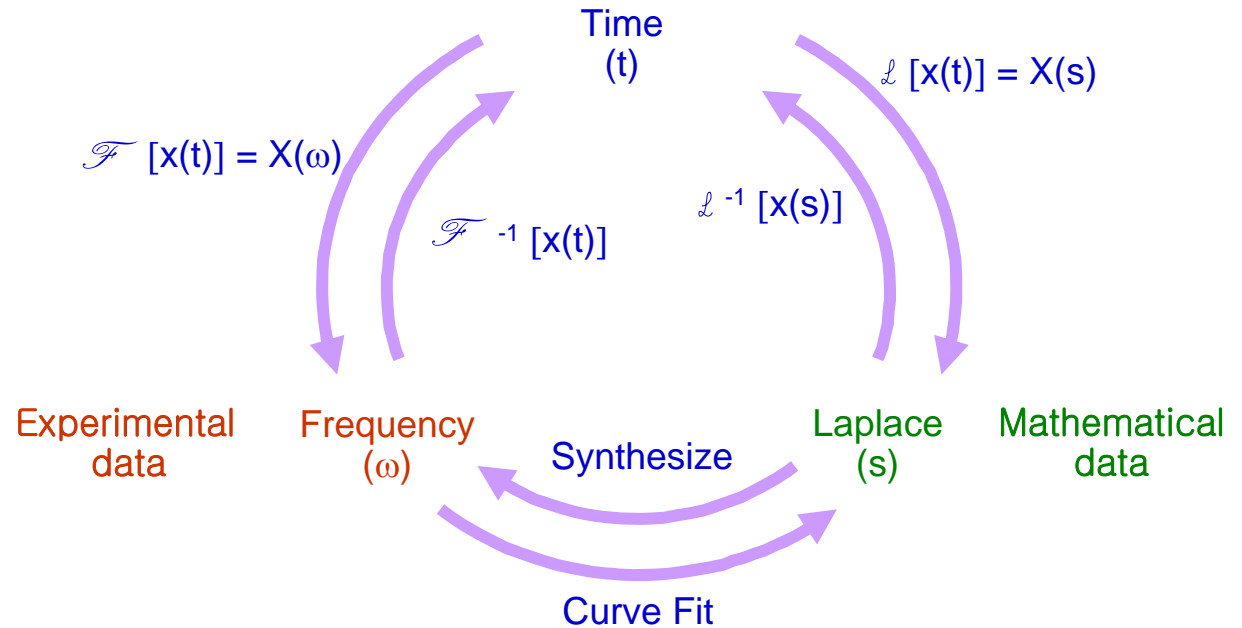 Time
(t)
ℒ [x(t)] = X(s)
ℱ [x(t)] = X(ω)
ℒ -1 [x(s)]
ℱ -1 [x(t)]
Experimental
data
Frequency
(ω)
Synthesize
Laplace
(s)
Mathematical
data
Curve Fit